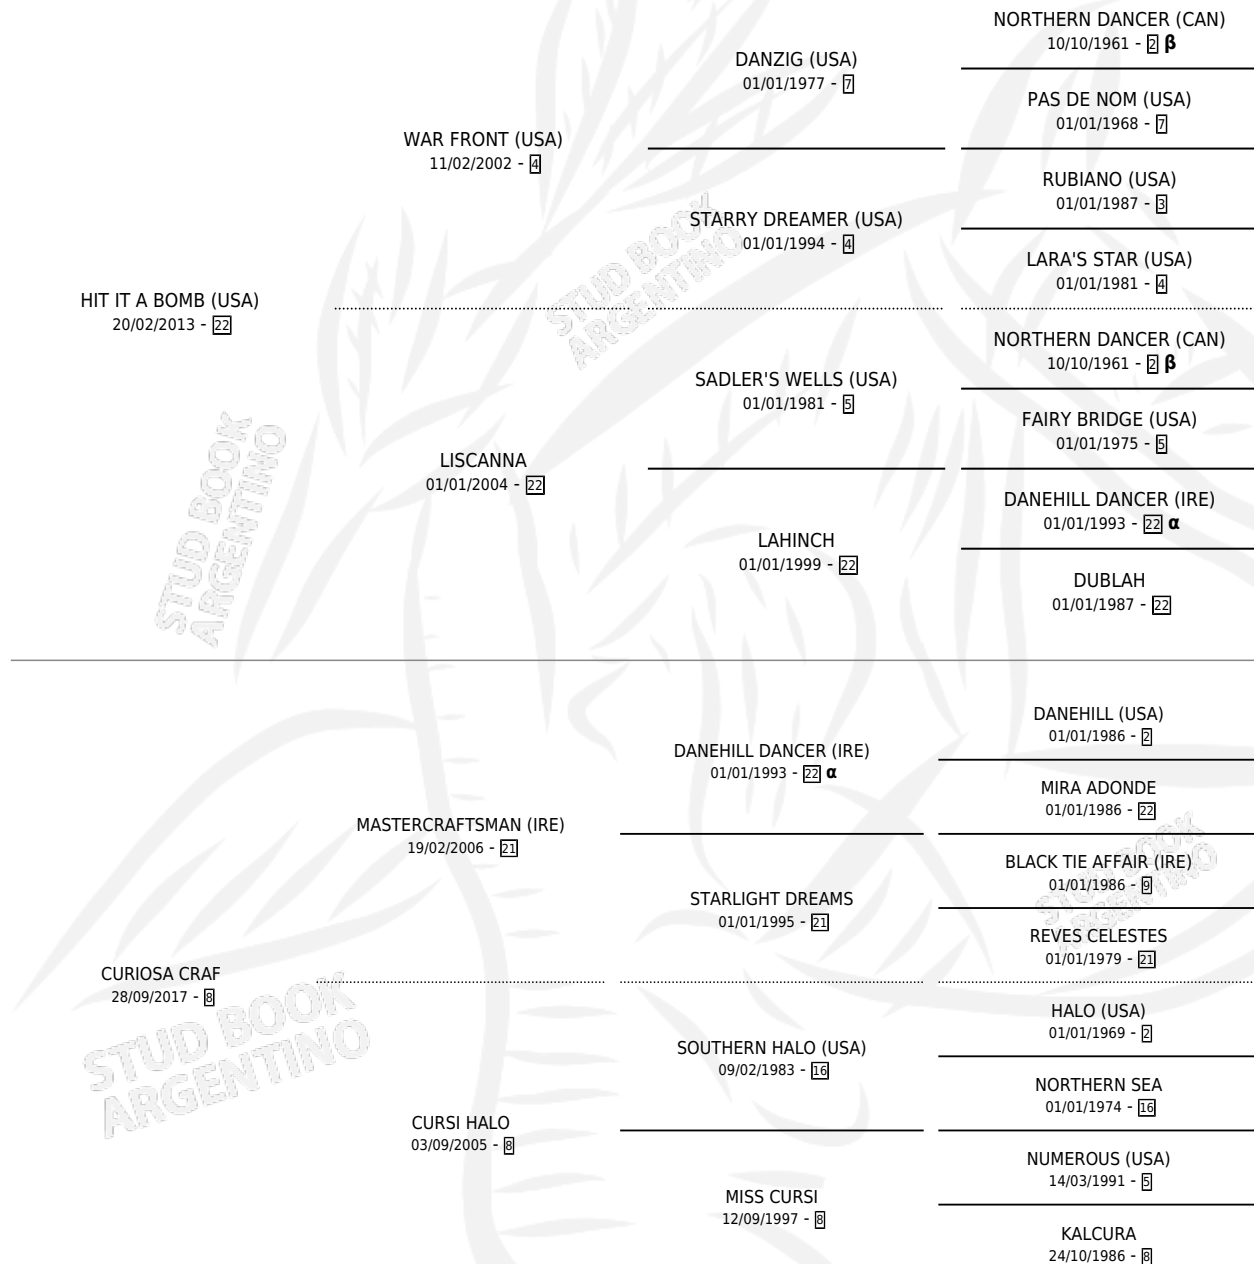 NORTHERN DANCER (CAN)
10/10/1961 - 2 β
DANZIG (USA)
01/01/1977 - 7
PAS DE NOM (USA)
01/01/1968 - 7
WAR FRONT (USA)
11/02/2002 - 4
RUBIANO (USA)
01/01/1987 - 3
STARRY DREAMER (USA)
01/01/1994 - 4
LARA'S STAR (USA)
01/01/1981 - 4
HIT IT A BOMB (USA)
20/02/2013 - 22
NORTHERN DANCER (CAN)
10/10/1961 - 2 β
SADLER'S WELLS (USA)
01/01/1981 - 5
FAIRY BRIDGE (USA)
01/01/1975 - 5
LISCANNA
01/01/2004 - 22
DANEHILL DANCER (IRE)
01/01/1993 - 22 α
LAHINCH
01/01/1999 - 22
DUBLAH
01/01/1987 - 22
DANEHILL (USA)
01/01/1986 - 2
DANEHILL DANCER (IRE)
01/01/1993 - 22 α
MIRA ADONDE
01/01/1986 - 22
MASTERCRAFTSMAN (IRE)
19/02/2006 - 21
BLACK TIE AFFAIR (IRE)
01/01/1986 - 9
STARLIGHT DREAMS
01/01/1995 - 21
REVES CELESTES
01/01/1979 - 21
CURIOSA CRAF
28/09/2017 - 8
HALO (USA)
01/01/1969 - 2
SOUTHERN HALO (USA)
09/02/1983 - 16
NORTHERN SEA
01/01/1974 - 16
CURSI HALO
03/09/2005 - 8
NUMEROUS (USA)
14/03/1991 - 5
MISS CURSI
12/09/1997 - 8
KALCURA
24/10/1986 - 8
STUD BOOK
ARGENTINO
STUD BOOK
ARGENTINO
STUD BOOK
ARGENTINO
STUD BOOK
ARGENTINO